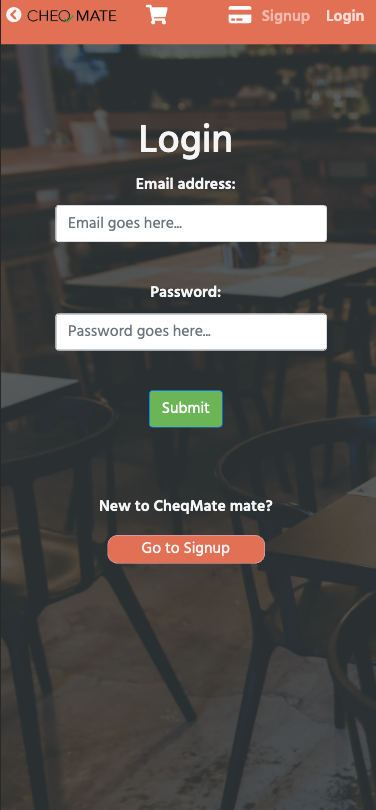 CHEQMATE Signup Login
Login
Email address:
Email goes here...
Password:
Password goes here...
Submit
New to CheqMate mate?
Go to Signup